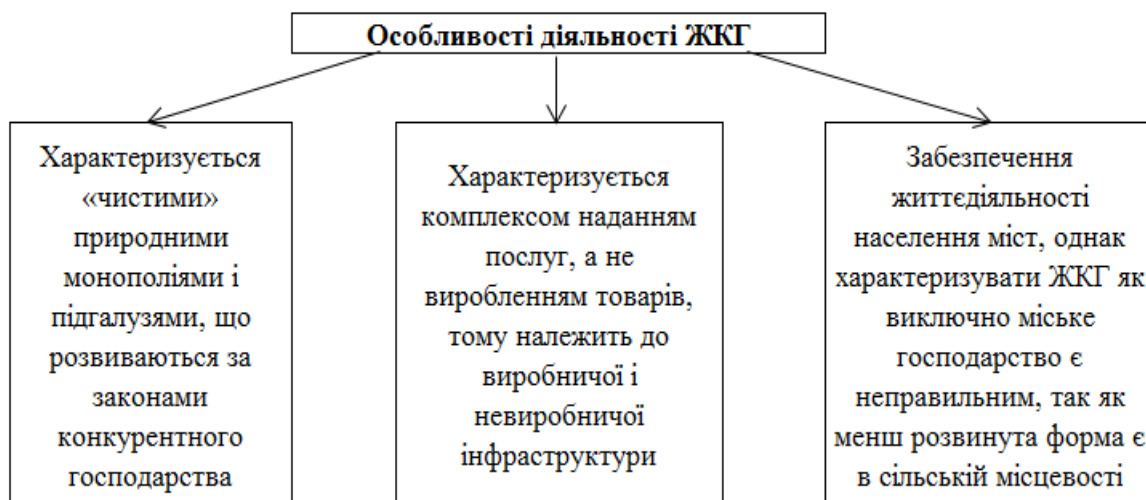 Особливості діяльності ЖКГ
Характеризується
«чистими»
природними
монополіями і
підгалузями, що
розвиваються за
законами
конкурентного
господарства
Характеризується
комплексом наданням
послуг, а не
виробленням товарів,
тому належить до
виробничої і
невиробничої
інфраструктури
Забезпечення
життєдіяльності
населення міст, однак
характеризувати ЖКГ як
виключно міське
господарство є
неправильним, так як
менш розвинута форма є
в сільській місцевості